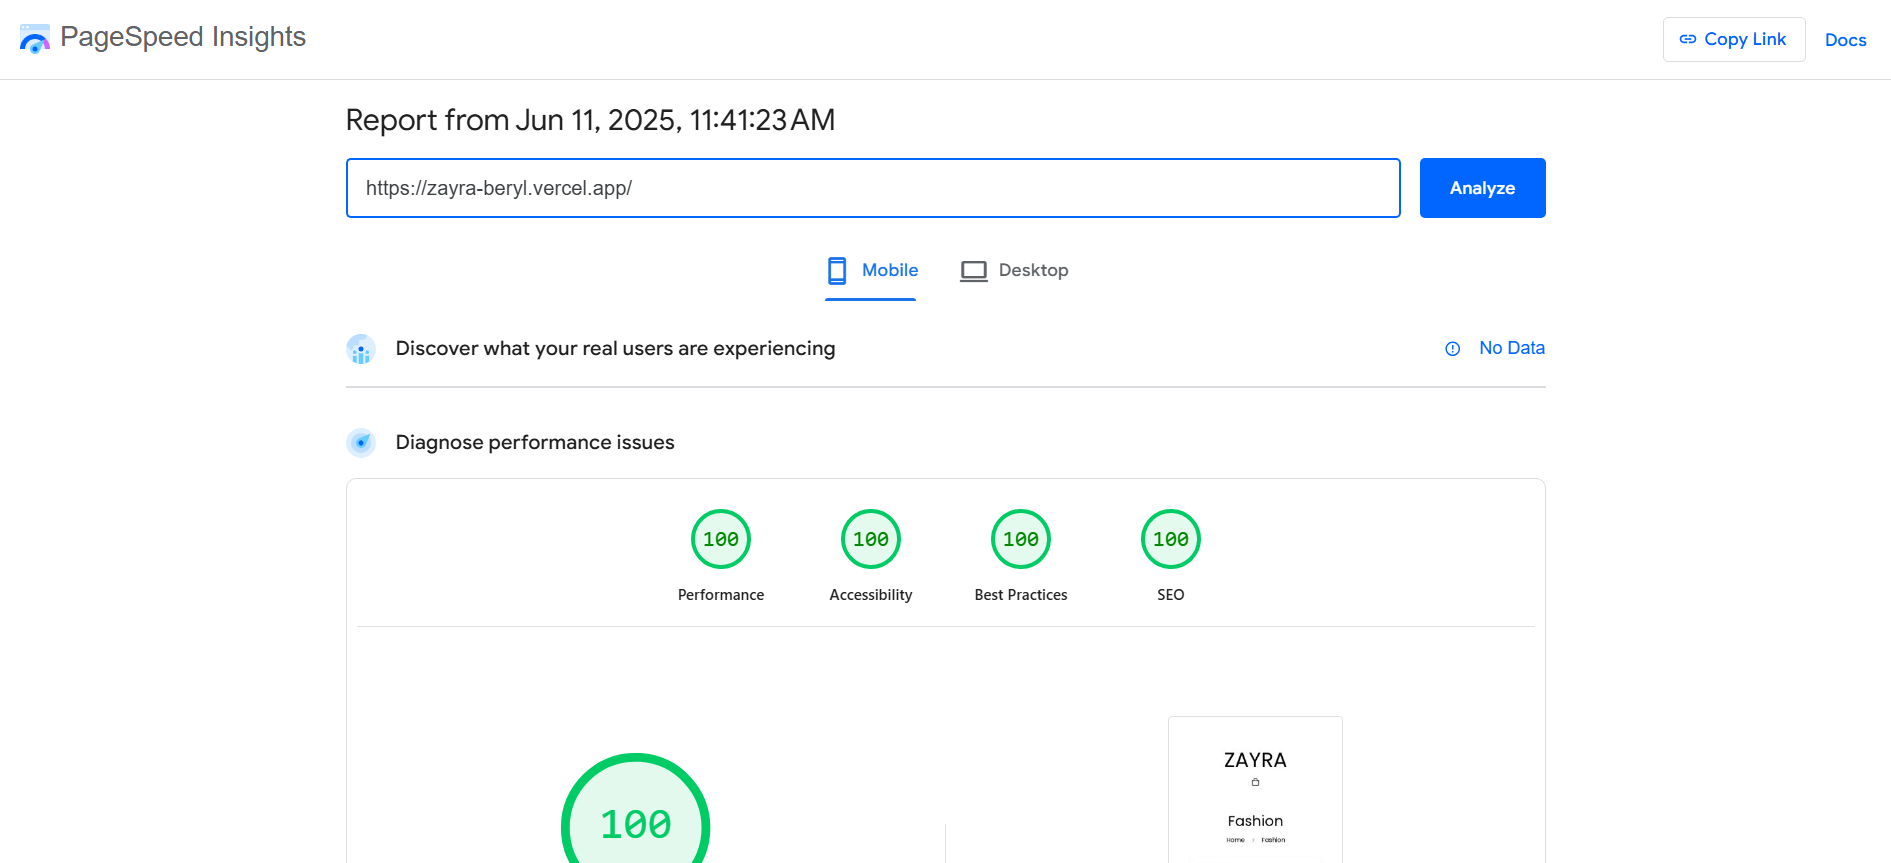 PageSpeed Insights
Copy Link
Docs
Report from Jun 11, 2025, 11:41:23 AM
https://zayra-beryl.vercel.app/
Analyze
Mobile
Desktop
Discover what your real users are experiencing
No Data
Diagnose performance issues
100
100
100
100
Performance
Accessibility
Best Practices
SEO
100
ZAYRA
Fashion
Home › Fashion